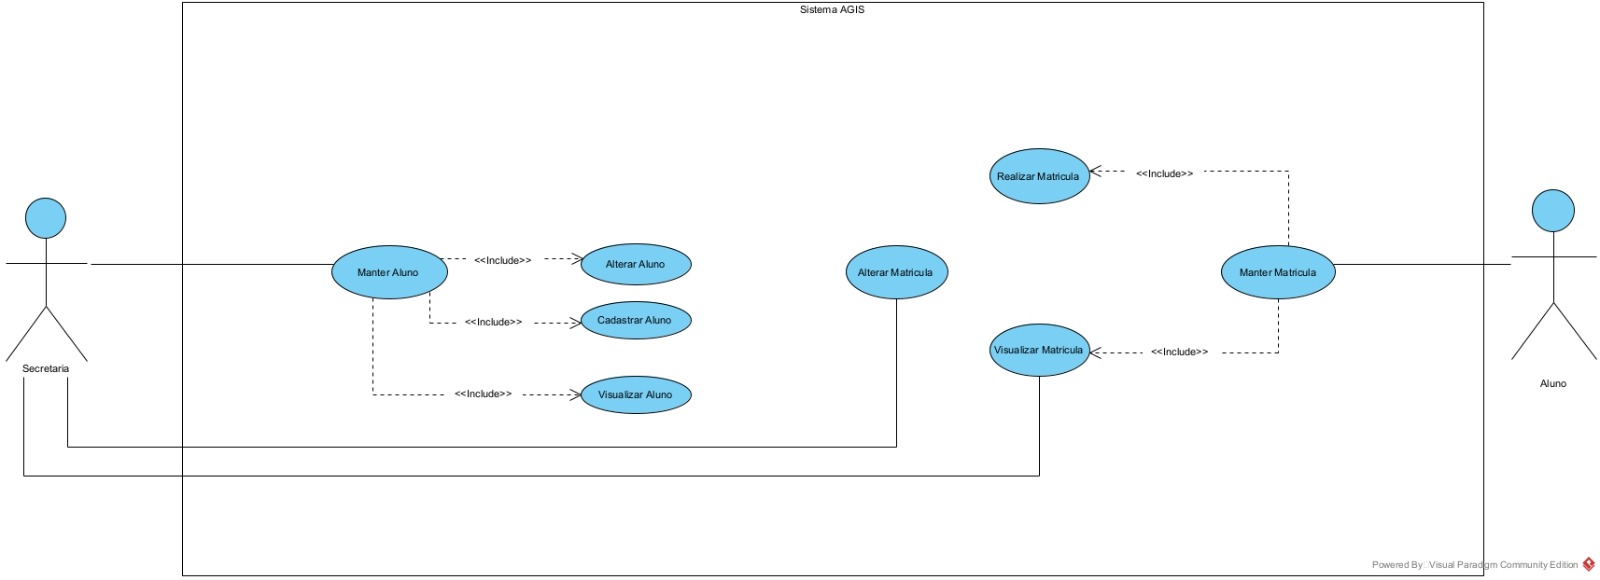 Sistema AGIS
Realizar Matricula
<<Include>>
Manter Aluno
<<Include>>
Alterar Aluno
Alterar Matricula
Manter Matricula
<<Include>>
Cadastrar Aluno
Visualizar Matricula
<<Include>>
Secretaria
Aluno
<<Include>>
Visualizar Aluno
Powered By Visual Paradigm Community Edition